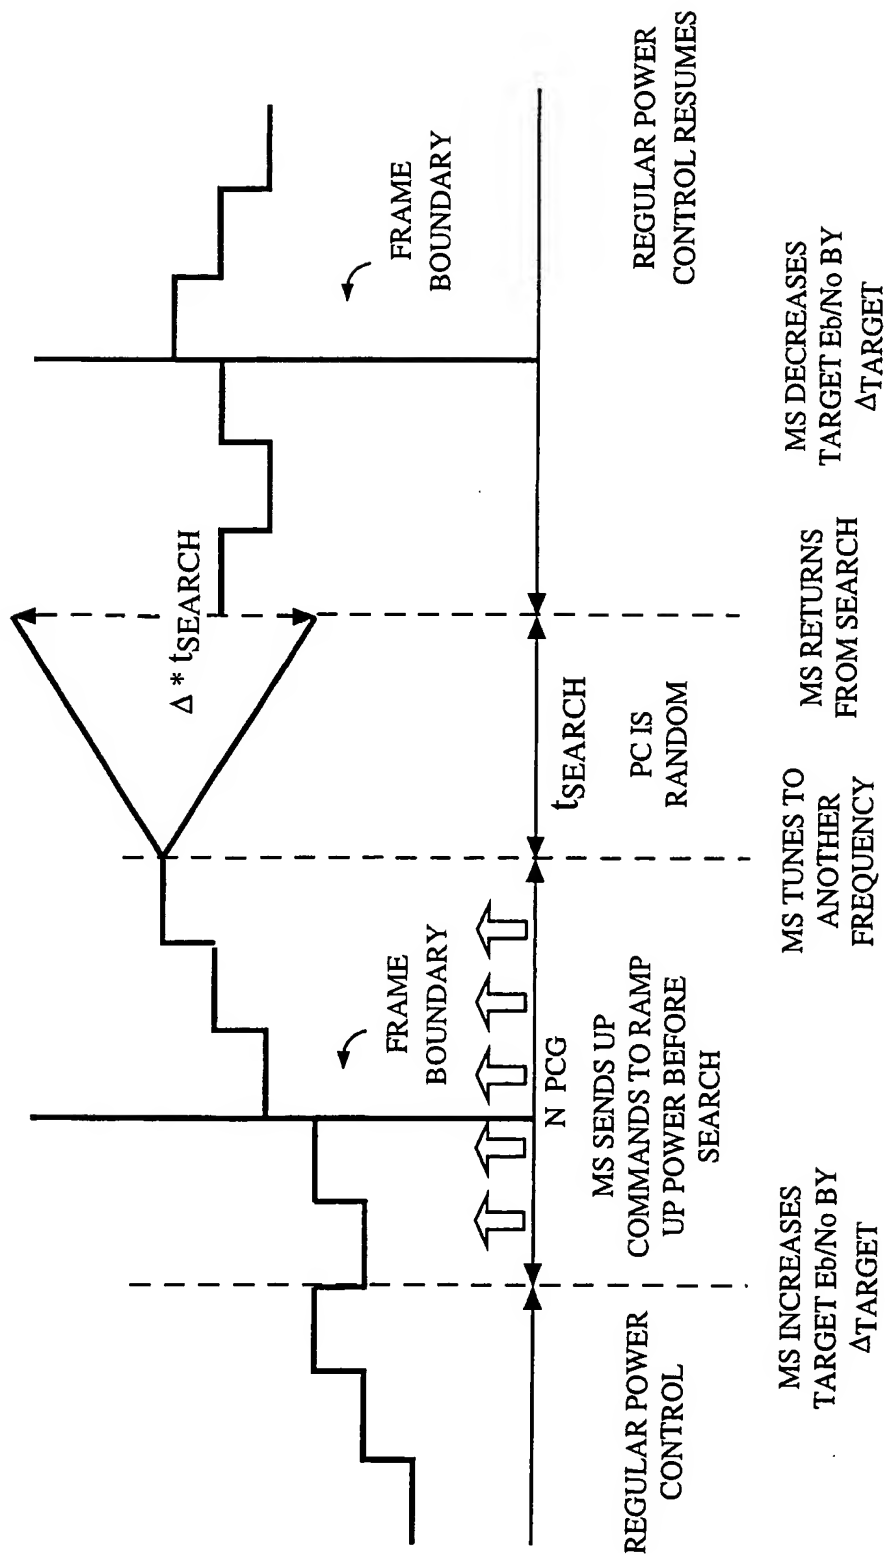 Δ * tSEARCH
FRAME
BOUNDARY
FRAME
BOUNDARY
N PCG
tSEARCH
REGULAR POWER
CONTROL
MS SENDS UP
COMMANDS TO RAMP
UP POWER BEFORE
SEARCH
PC IS
RANDOM
REGULAR POWER
CONTROL RESUMES
MS INCREASES
TARGET Eb/No BY
ΔTARGET
MS TUNES TO
ANOTHER
FREQUENCY
MS RETURNS
FROM SEARCH
MS DECREASES
TARGET Eb/No BY
ΔTARGET